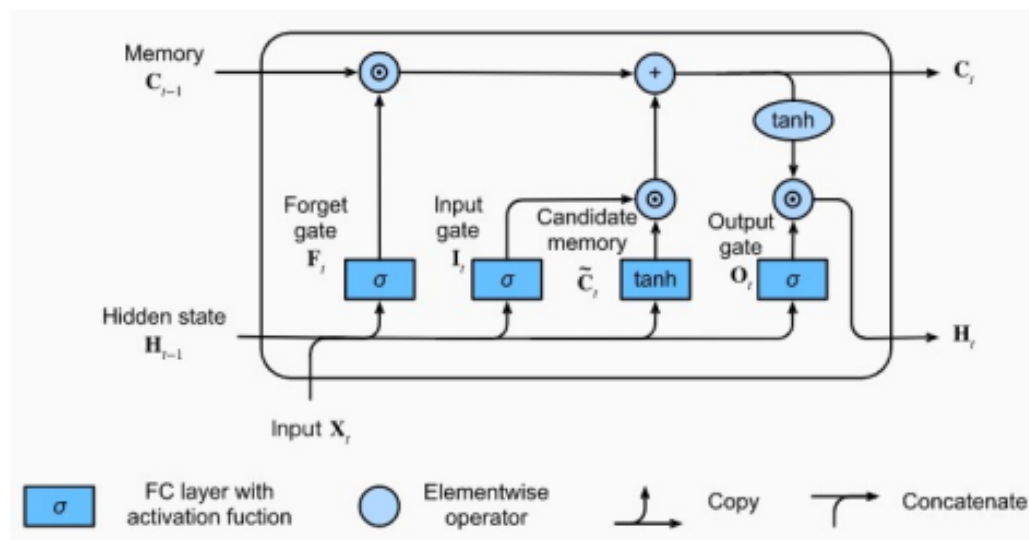 Memory
C_{t-1}
C_t
tanh
Forget
gate
F_t
Input
gate
I_t
Candidate
memory
C̃_t
Output
gate
O_t
σ
σ
tanh
σ
Hidden state
H_{t-1}
H_t
Input X_t
σ
FC layer with
activation fuction
Elementwise
operator
Copy
Concatenate